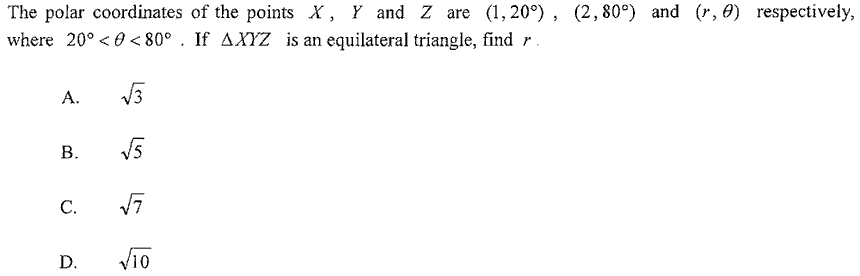 The polar coordinates of the points X, Y and Z are (1, 20°), (2, 80°) and (r, θ) respectively,
where 20° < θ < 80°. If ΔXYZ is an equilateral triangle, find r.
A. √3
B. √5
C. √7
D. √10